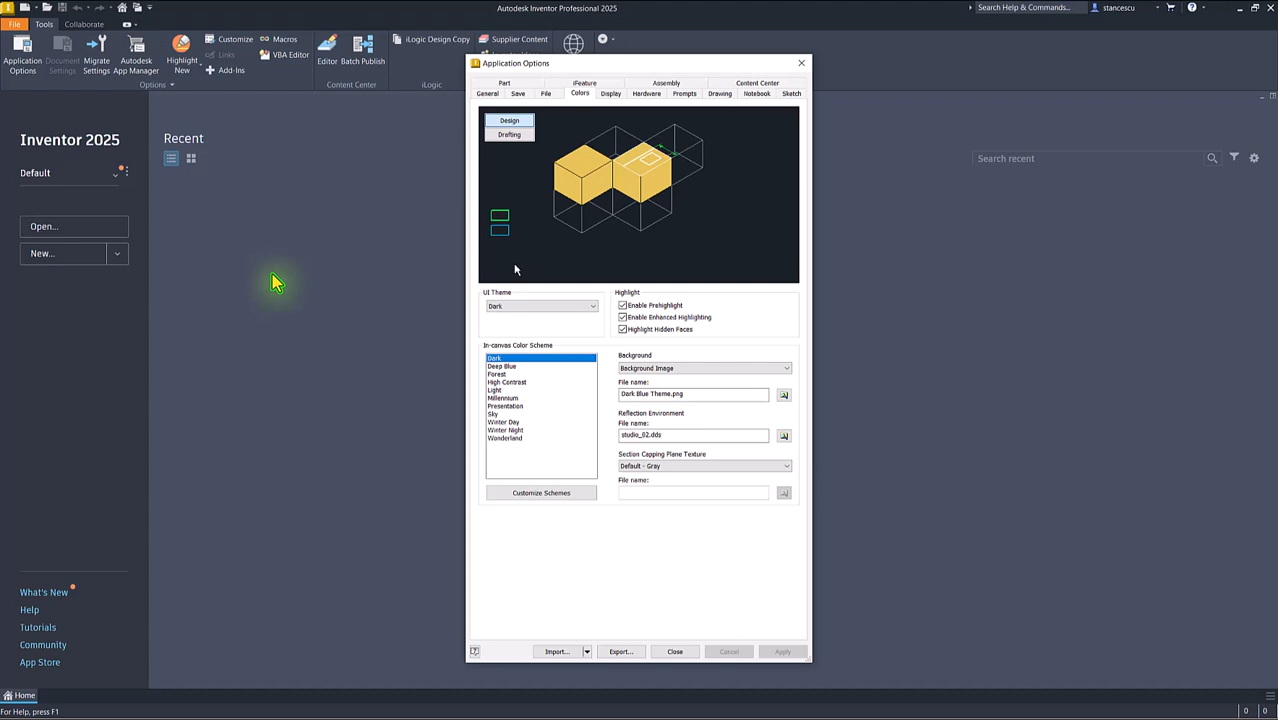 Autodesk Inventor Professional 2025
Search Help & Commands...
stancescu
File
Tools
Collaborate
Application Options
Document Settings
Migrate Settings
Autodesk App Manager
Highlight New
Customize
Links
Add-Ins
Macros
VBA Editor
Options
Editor
Batch Publish
Content Center
iLogic Design Copy
iLogic
Supplier Content
Inventor 2025
Default
Open...
New...
What's New
Help
Tutorials
Community
App Store
Recent
Search recent
Application Options
Part
iFeature
Assembly
Content Center
General
Save
File
Colors
Display
Hardware
Prompts
Drawing
Notebook
Sketch
Design
Drafting
UI Theme
Dark
Highlight
Enable Prehighlight
Enable Enhanced Highlighting
Highlight Hidden Faces
In-canvas Color Scheme
Dark
Deep Blue
Forest
High Contrast
Light
Millennium
Presentation
Sky
Winter Day
Winter Night
Wonderland
Customize Schemes
Background
Background Image
File name:
Dark Blue Theme.png
Reflection Environment
File name:
studio_02.dds
Section Capping Plane Texture
Default - Gray
File name:
Import...
Export...
Close
Cancel
Apply
Home
For Help, press F1
0
0